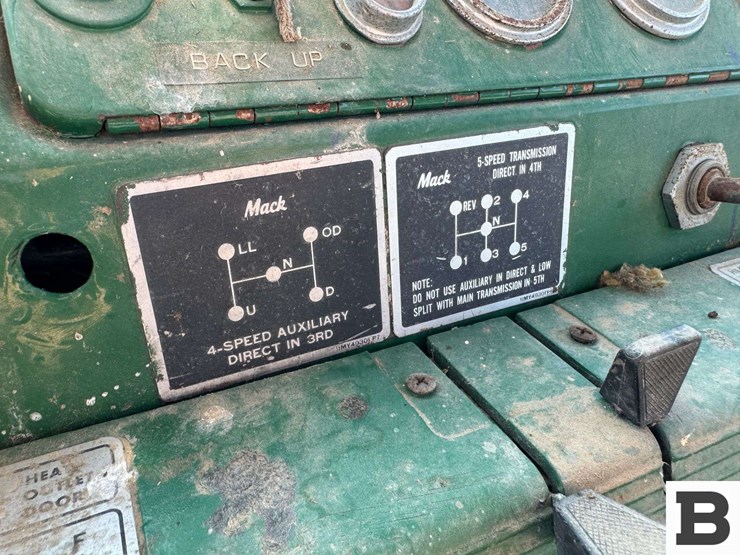 BACK UP
Mack
LL OD
N
U D
4-SPEED AUXILIARY
DIRECT IN 3RD
Mack
5-SPEED TRANSMISSION
DIRECT IN 4TH
REV 2 4
N
1 3 5
NOTE:
DO NOT USE AUXILIARY IN DIRECT & LOW
SPLIT WITH MAIN TRANSMISSION IN 5TH
OUTLET
DOOR
F
B